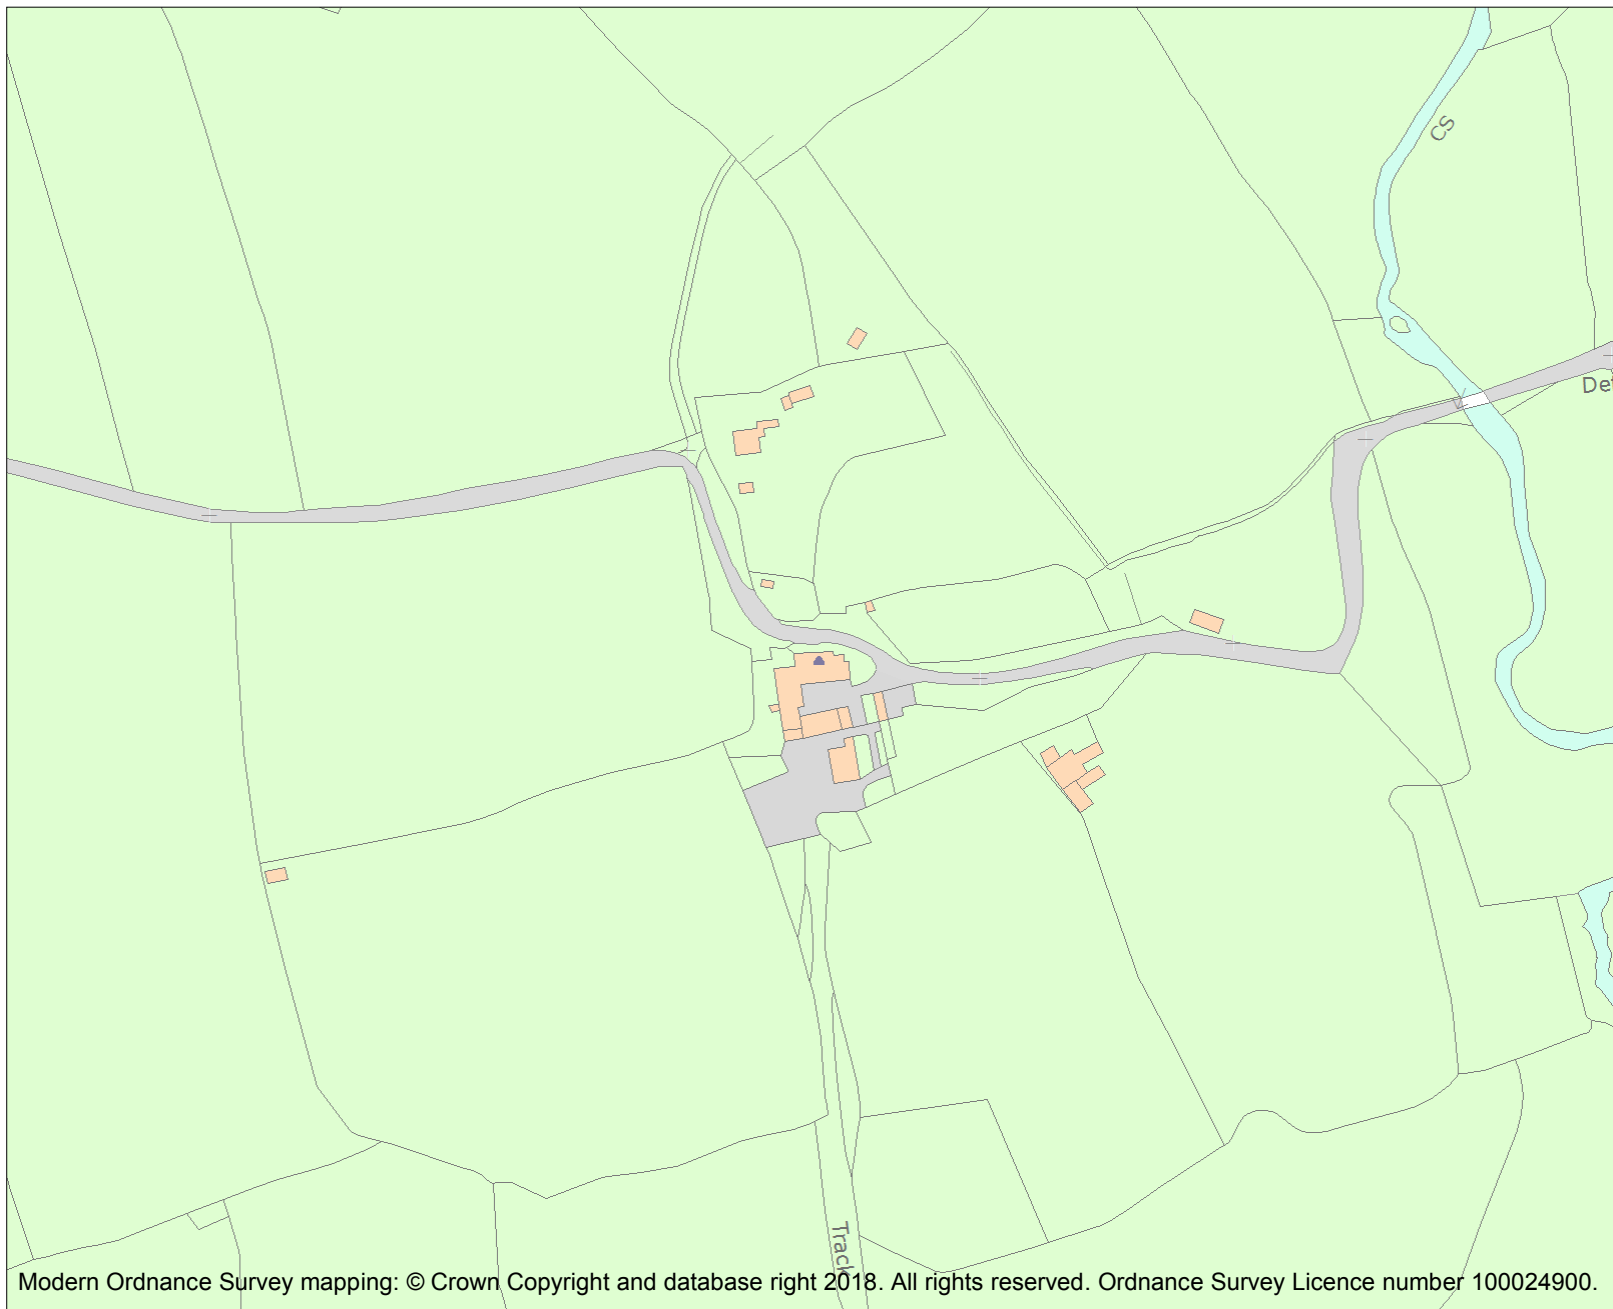 CS
Det
Track
Modern Ordnance Survey mapping: © Crown Copyright and database right 2018. All rights reserved. Ordnance Survey Licence number 100024900.